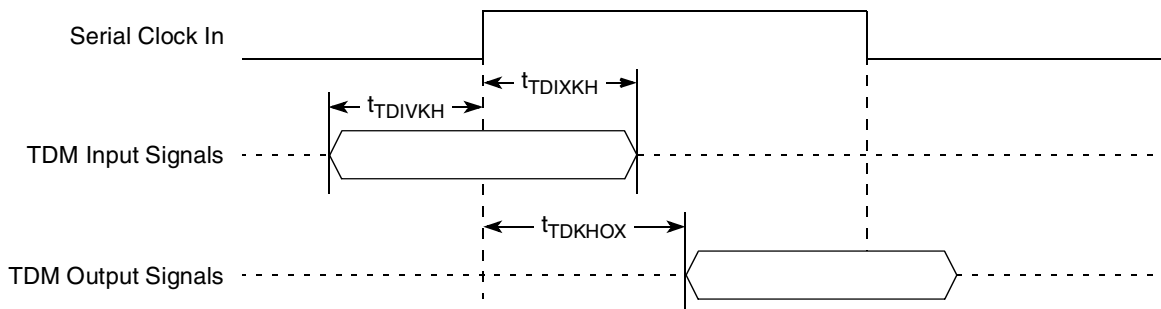 Serial Clock In
tTDIXKH
tTDIVKH
TDM Input Signals
tTDKHOX
TDM Output Signals